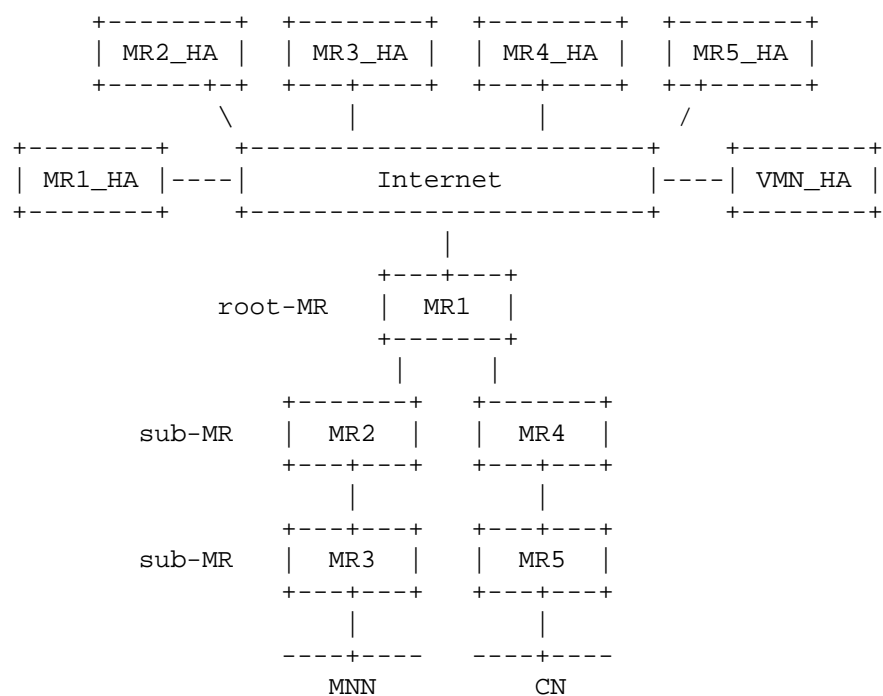 MR2_HA MR3_HA MR4_HA MR5_HA
MR1_HA Internet VMN_HA
root-MR MR1
sub-MR MR2 MR4
sub-MR MR3 MR5
MNN CN